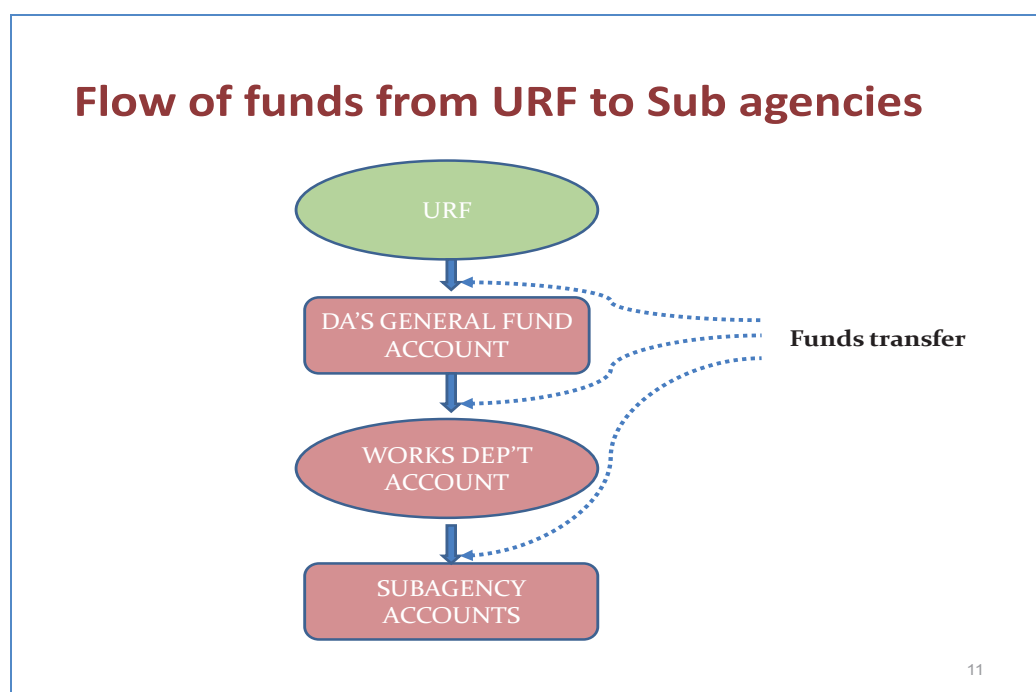 Flow of funds from URF to Sub agencies
URF
DA’S GENERAL FUND
ACCOUNT
Funds transfer
WORKS DEP’T
ACCOUNT
SUBAGENCY
ACCOUNTS
11